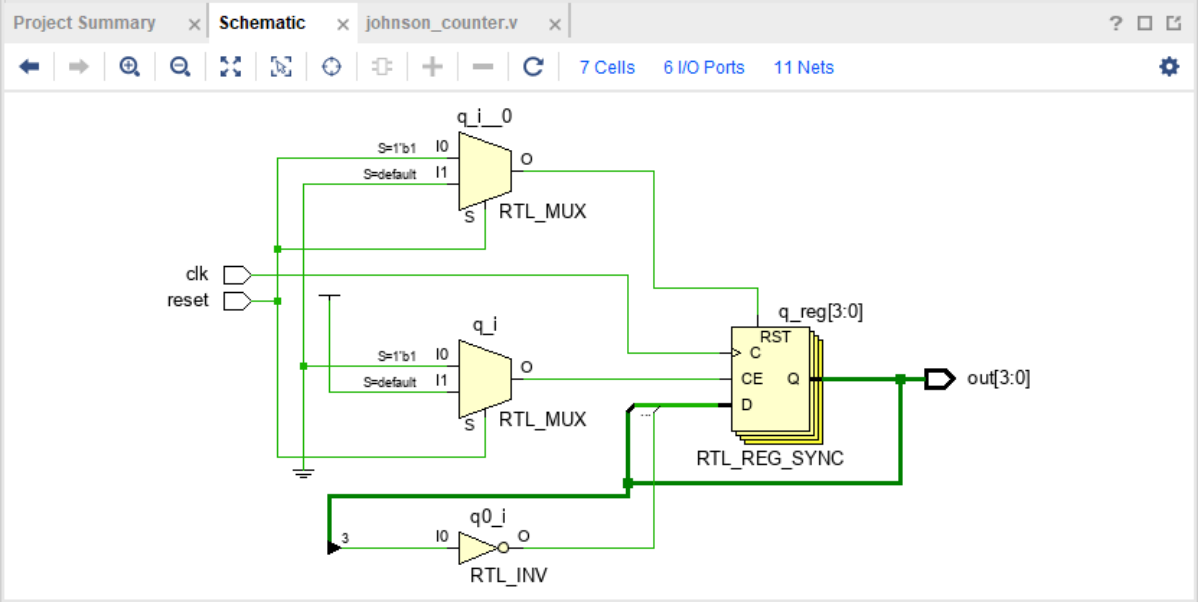 Project Summary × Schematic × johnson_counter.v × ?
7 Cells 6 I/O Ports 11 Nets
q_i__0
S=1'b1 I0
O
S=default I1
S RTL_MUX
clk
reset
q_reg[3:0]
q_i
RST
C
S=1'b1 I0
O
CE Q out[3:0]
S=default I1
D
...
S RTL_MUX
RTL_REG_SYNC
q0_i
3 I0 O
RTL_INV